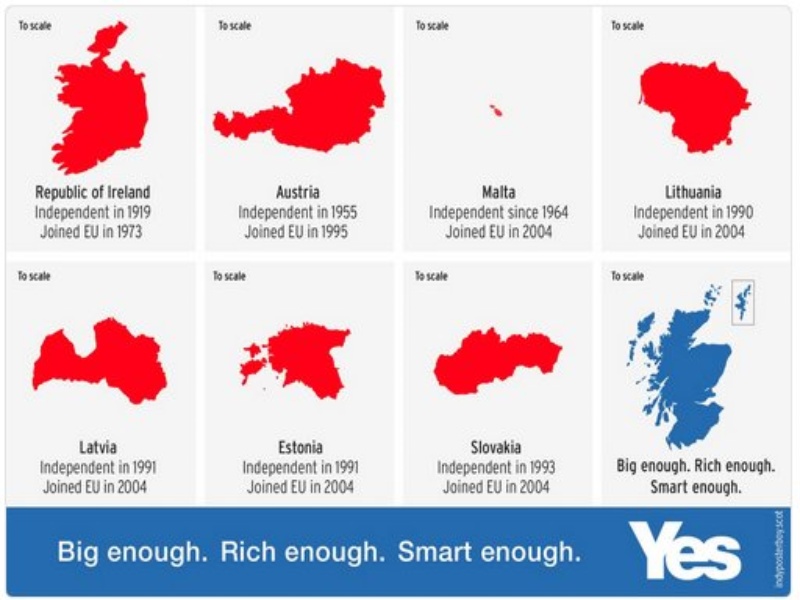 To scale
Republic of Ireland
Independent in 1919
Joined EU in 1973
To scale
Austria
Independent in 1955
Joined EU in 1995
To scale
Malta
Independent since 1964
Joined EU in 2004
To scale
Lithuania
Independent in 1990
Joined EU in 2004
To scale
Latvia
Independent in 1991
Joined EU in 2004
To scale
Estonia
Independent in 1991
Joined EU in 2004
To scale
Slovakia
Independent in 1993
Joined EU in 2004
To scale
Big enough. Rich enough.
Smart enough.
Big enough. Rich enough. Smart enough.
Yes
indyposterboy.scot